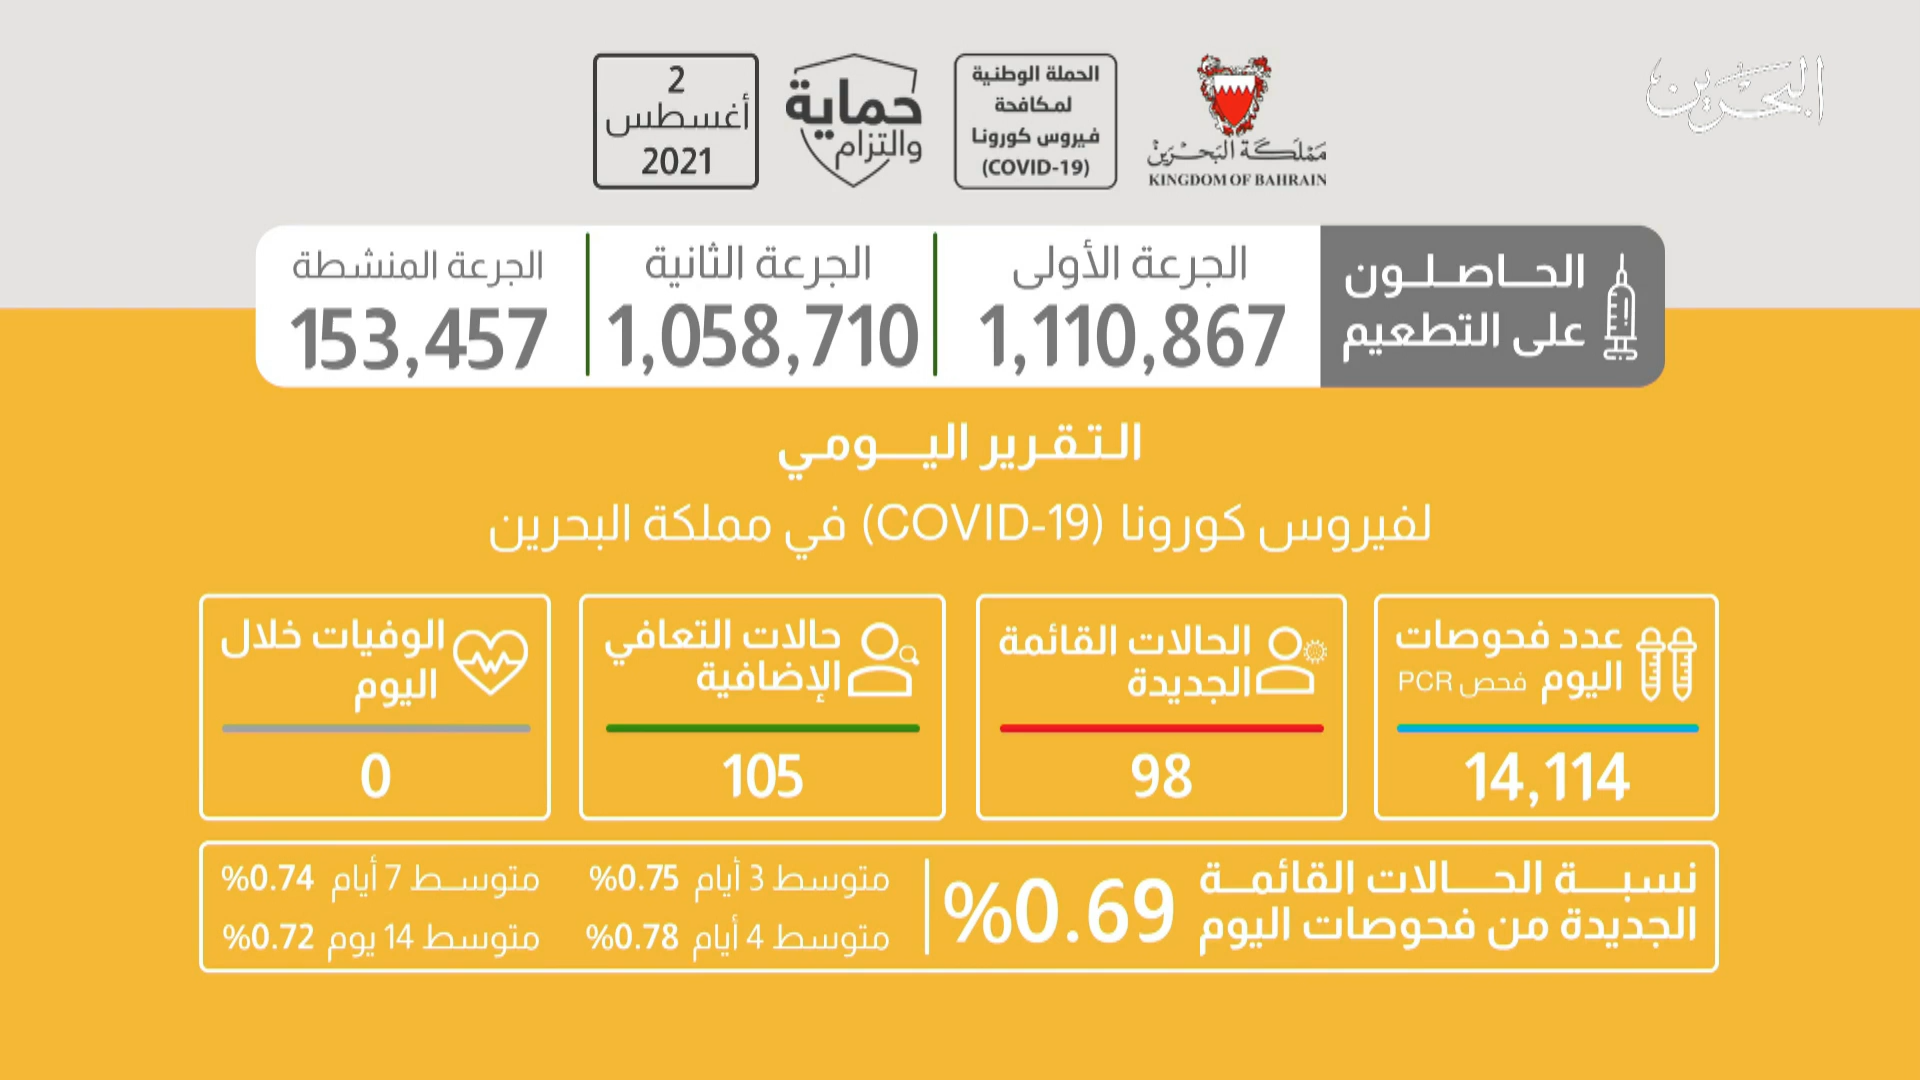 البحرين
مملكة البحرين
KINGDOM OF BAHRAIN
الحملة الوطنية
لمكافحة
فيروس كورونا
(COVID-19)
حماية
والتزام
2
أغسطس
2021
الحاصلون
على التطعيم
الجرعة الأولى
1,110,867
الجرعة الثانية
1,058,710
الجرعة المنشطة
153,457
التقرير اليومي
لفيروس كورونا (COVID-19) في مملكة البحرين
عدد فحوصات
اليوم فحص PCR
14,114
الحالات القائمة
الجديدة
98
حالات التعافي
الإضافية
105
الوفيات خلال
اليوم
0
نسبة الحالات القائمة
الجديدة من فحوصات اليوم
%0.69
متوسط 3 أيام %0.75
متوسط 4 أيام %0.78
متوسط 7 أيام %0.74
متوسط 14 يوم %0.72